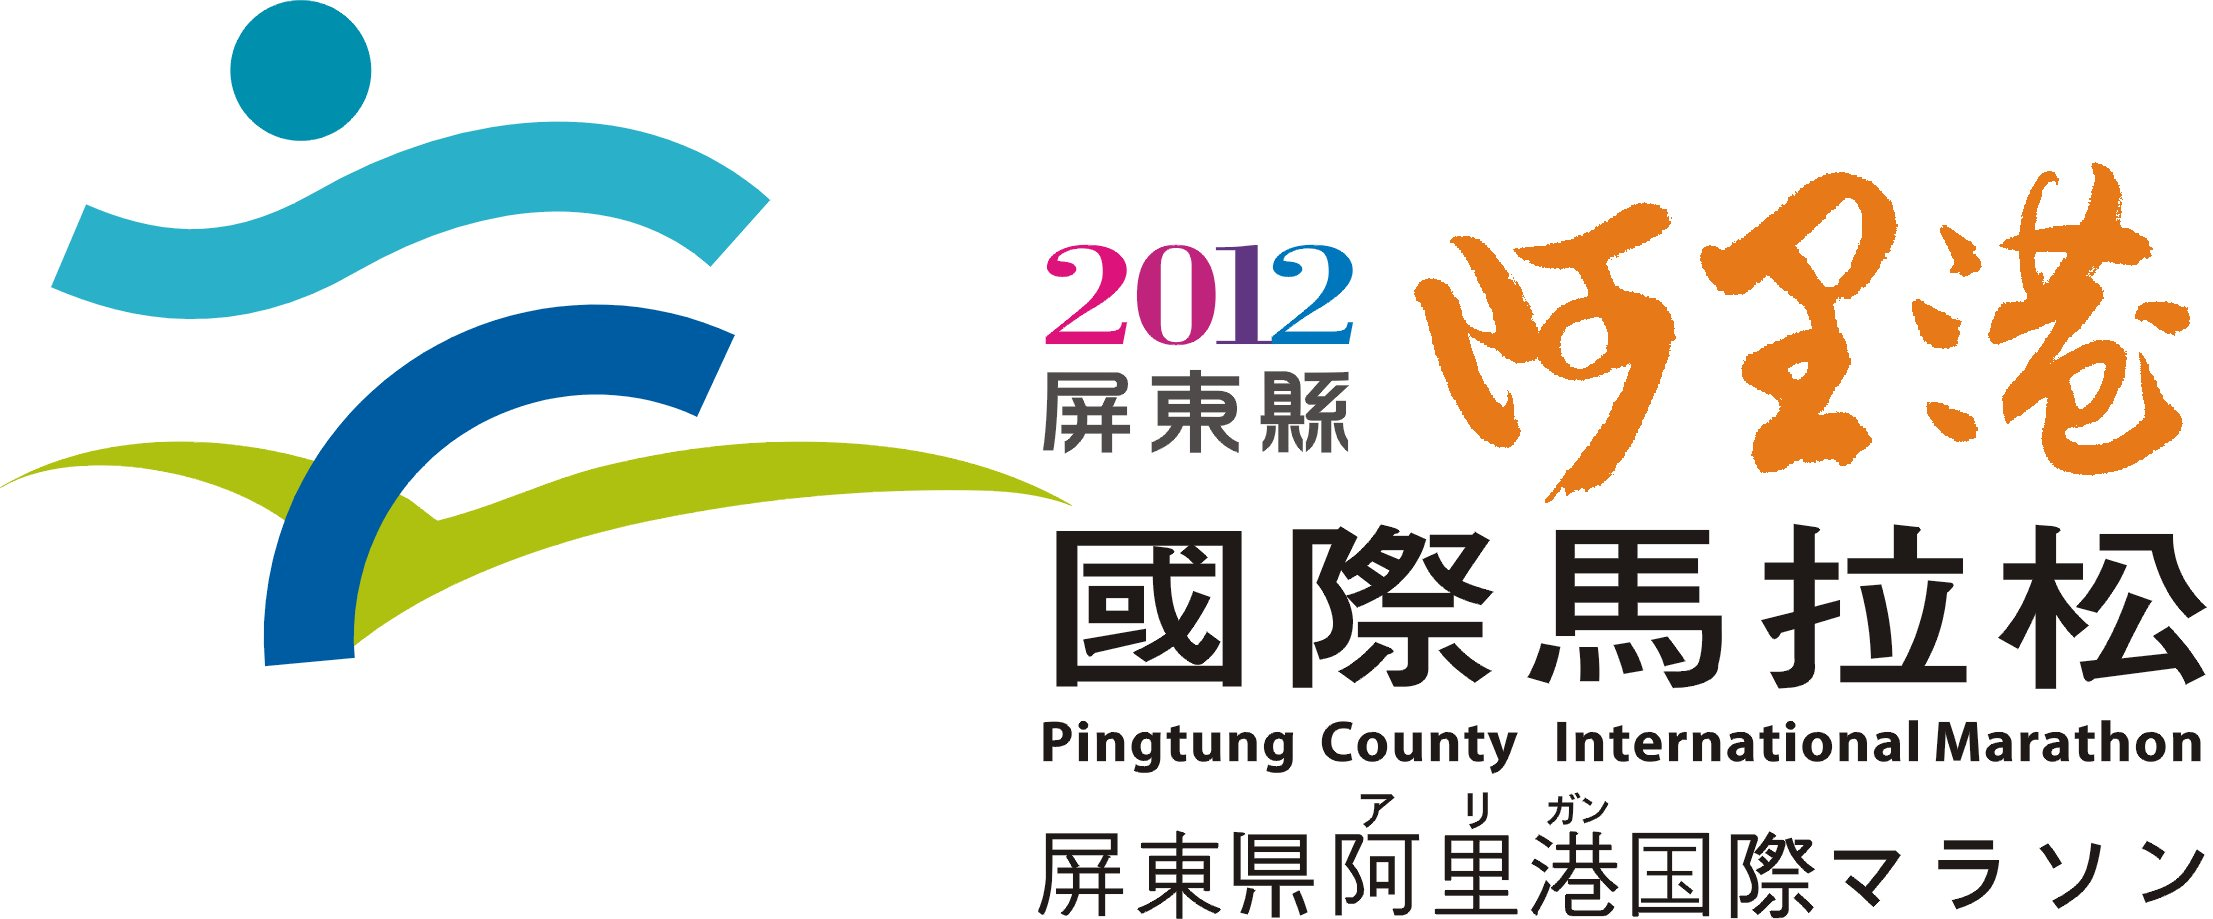 2012 阿里港
屏東縣
國際馬拉松
Pingtung County International Marathon
アリガン
屏東県阿里港国際マラソン